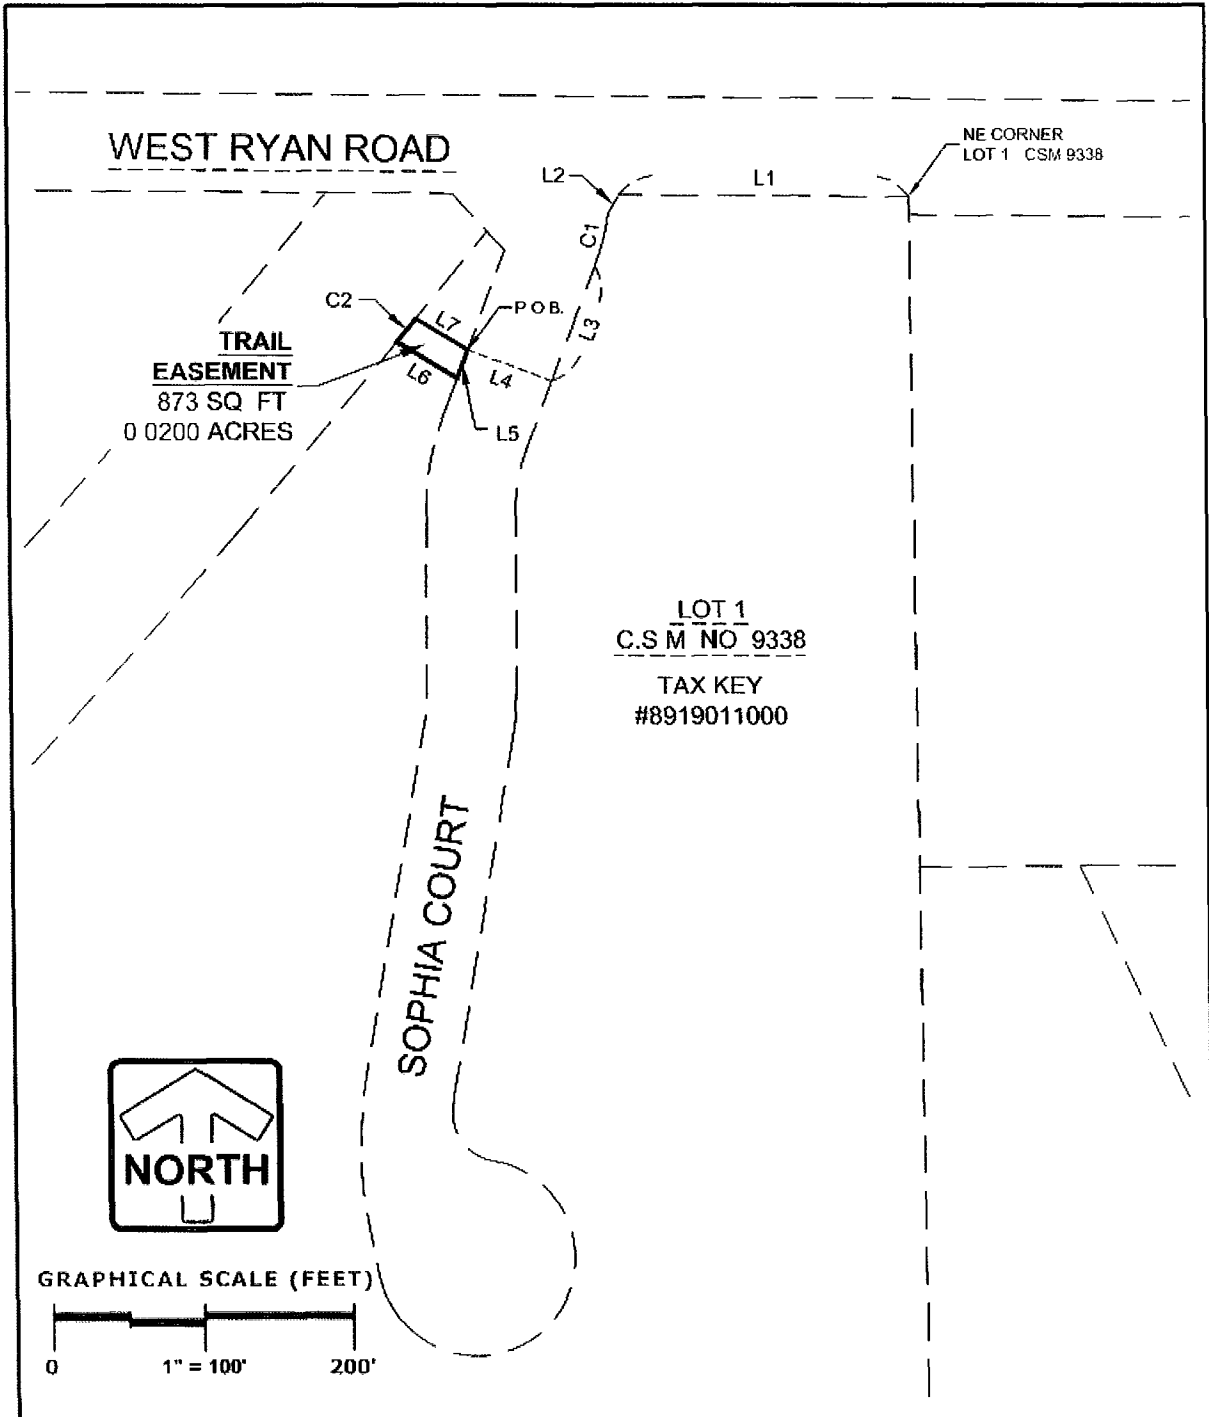 WEST RYAN ROAD
NE CORNER
LOT 1 CSM 9338
L2
L1
C1
C2
L7
P O B.
L3
TRAIL
EASEMENT
873 SQ FT
0 0200 ACRES
L6
L4
L5
LOT 1
C.S M NO 9338
TAX KEY
#8919011000
SOPHIA COURT
NORTH
GRAPHICAL SCALE (FEET)
0 1" = 100' 200'